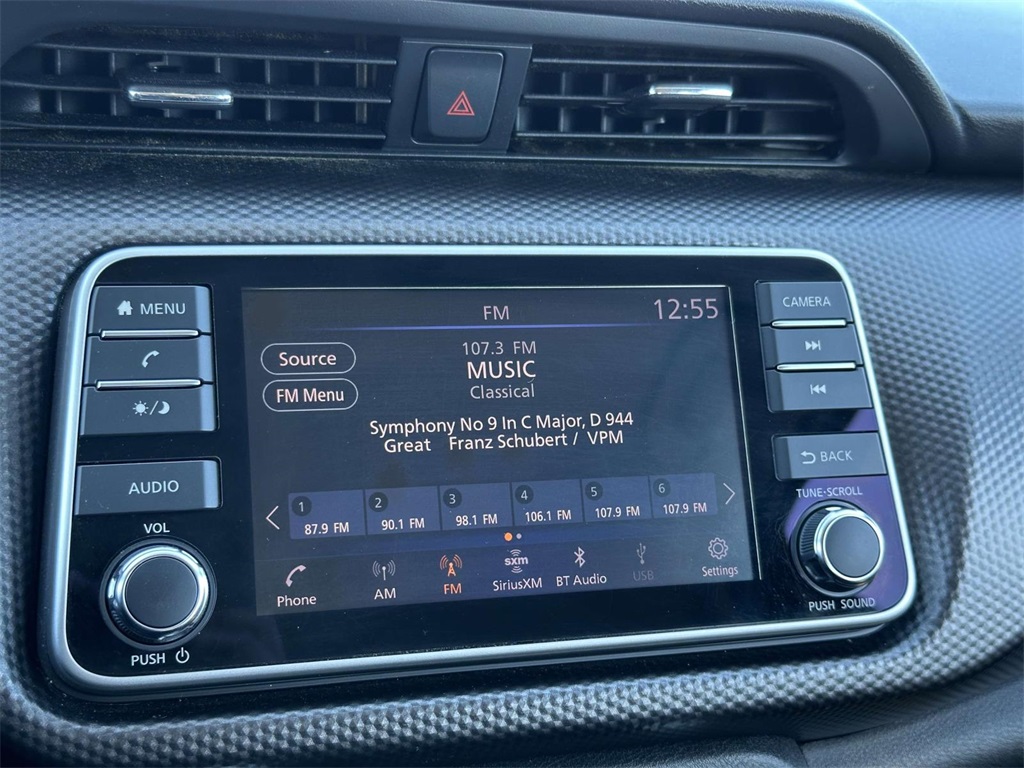 MENU
AUDIO
VOL
PUSH
FM
12:55
Source
FM Menu
107.3 FM
MUSIC
Classical
Symphony No 9 In C Major, D 944
Great Franz Schubert / VPM
1
87.9 FM
2
90.1 FM
3
98.1 FM
4
106.1 FM
5
107.9 FM
6
107.9 FM
Phone
AM
FM
sxm
SiriusXM
BT Audio
USB
Settings
CAMERA
BACK
TUNE-SCROLL
PUSH SOUND